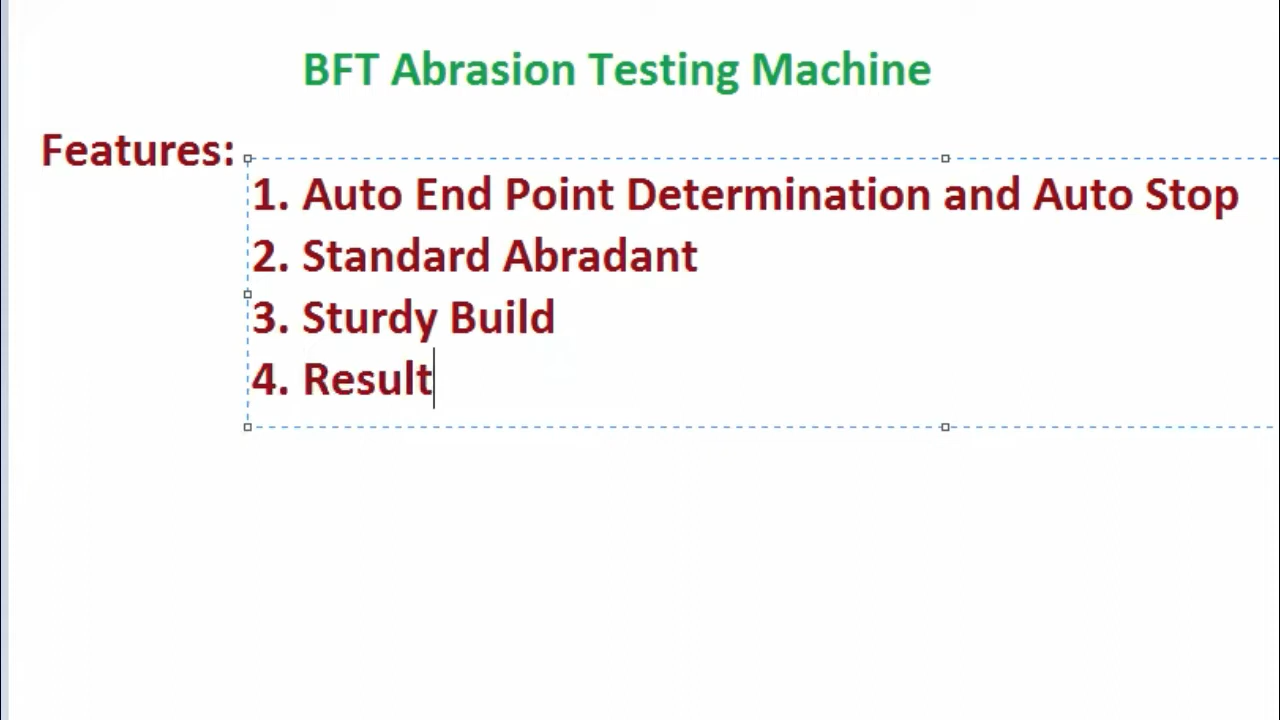 BFT Abrasion Testing Machine
Features:
1. Auto End Point Determination and Auto Stop
2. Standard Abradant
3. Sturdy Build
4. Result